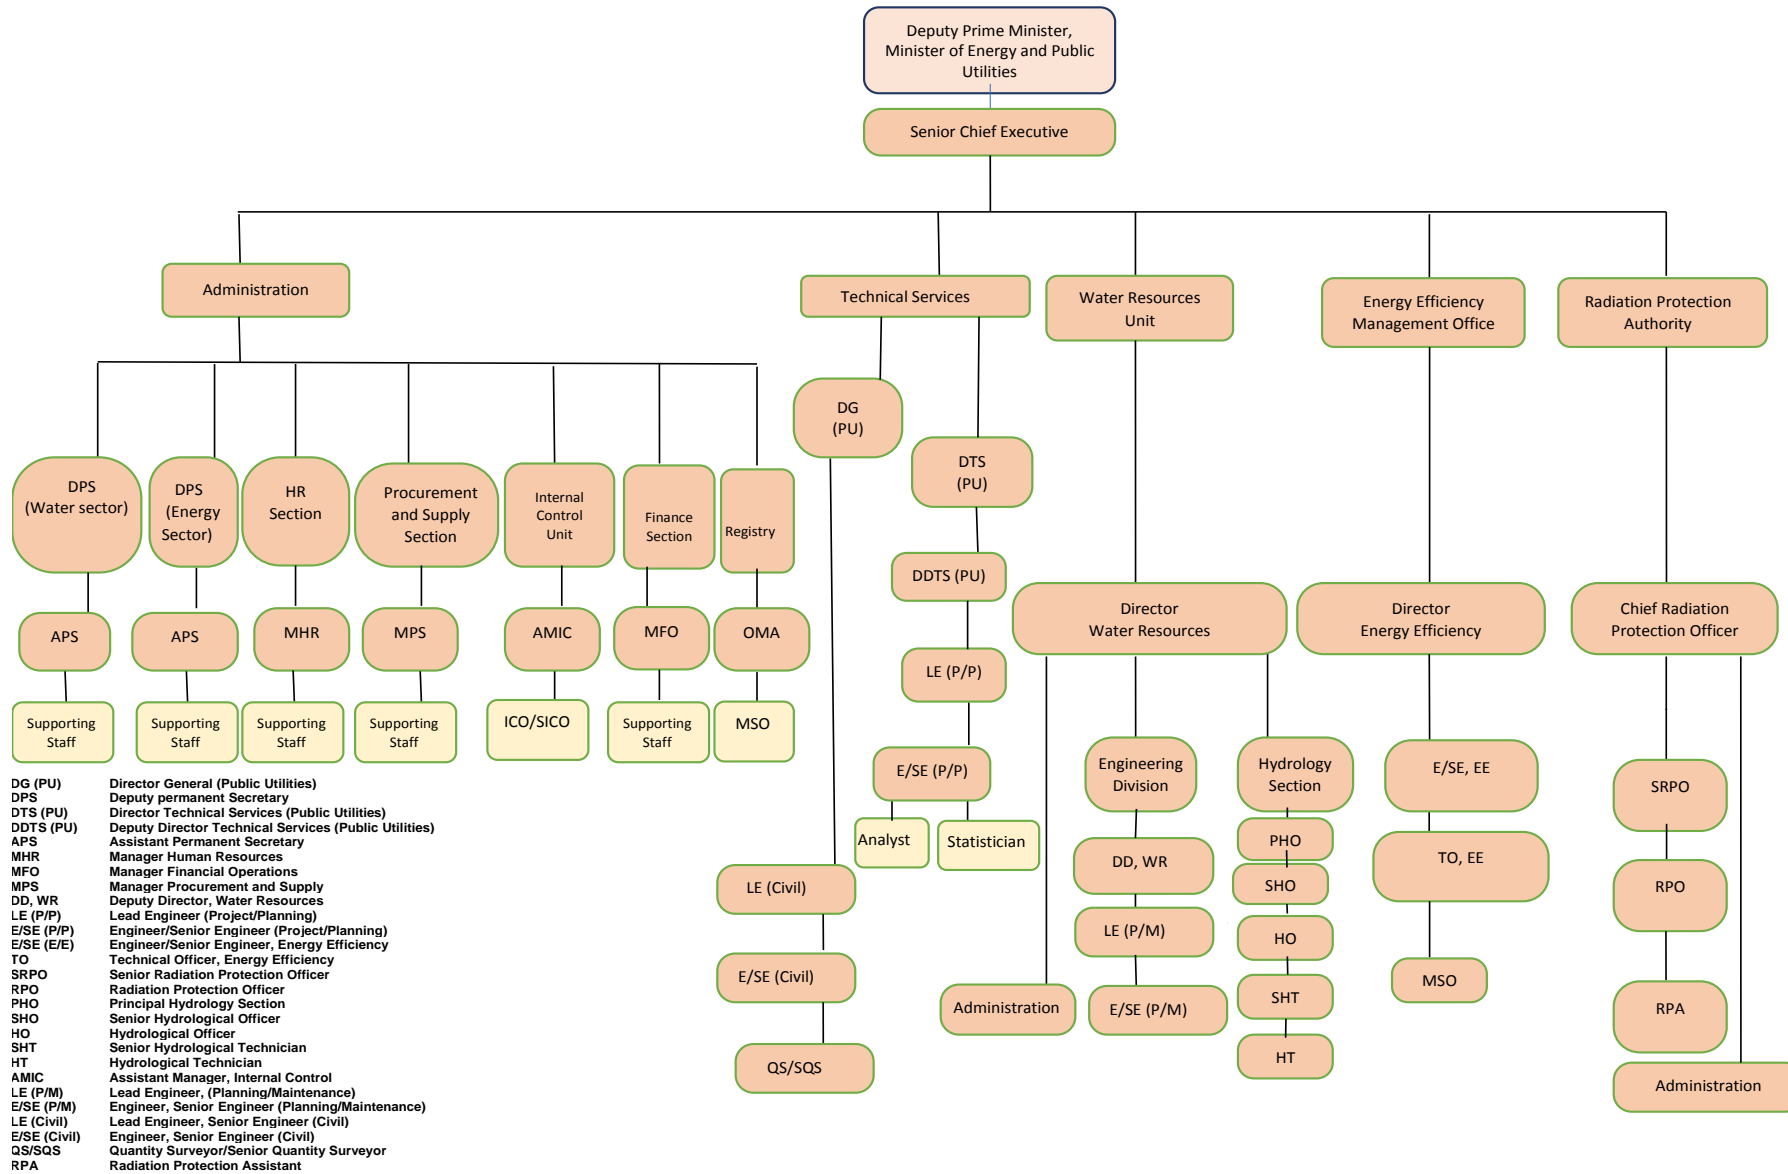 Deputy Prime Minister,
Minister of Energy and Public
Utilities
Senior Chief Executive
Administration
Technical Services
Water Resources
Unit
Energy Efficiency
Management Office
Radiation Protection
Authority
DG
(PU)
DTS
(PU)
DPS
(Water sector)
DPS
(Energy
Sector)
HR
Section
Procurement
and Supply
Section
Internal
Control
Unit
Finance
Section
Registry
DDTS (PU)
Director
Water Resources
Director
Energy Efficiency
Chief Radiation
Protection Officer
APS
APS
MHR
MPS
AMIC
MFO
OMA
LE (P/P)
Supporting
Staff
Supporting
Staff
Supporting
Staff
Supporting
Staff
ICO/SICO
Supporting
Staff
MSO
E/SE (P/P)
Engineering
Division
Hydrology
Section
E/SE, EE
SRPO
Analyst
Statistician
PHO
DD, WR
TO, EE
LE (Civil)
SHO
RPO
LE (P/M)
HO
E/SE (Civil)
MSO
Administration
E/SE (P/M)
SHT
RPA
QS/SQS
HT
Administration
DG (PU) Director General (Public Utilities)
DPS Deputy permanent Secretary
DTS (PU) Director Technical Services (Public Utilities)
DDTS (PU) Deputy Director Technical Services (Public Utilities)
APS Assistant Permanent Secretary
MHR Manager Human Resources
MFO Manager Financial Operations
MPS Manager Procurement and Supply
DD, WR Deputy Director, Water Resources
LE (P/P) Lead Engineer (Project/Planning)
E/SE (P/P) Engineer/Senior Engineer (Project/Planning)
E/SE (E/E) Engineer/Senior Engineer, Energy Efficiency
TO Technical Officer, Energy Efficiency
SRPO Senior Radiation Protection Officer
RPO Radiation Protection Officer
PHO Principal Hydrology Section
SHO Senior Hydrological Officer
HO Hydrological Officer
SHT Senior Hydrological Technician
HT Hydrological Technician
AMIC Assistant Manager, Internal Control
LE (P/M) Lead Engineer, (Planning/Maintenance)
E/SE (P/M) Engineer, Senior Engineer (Planning/Maintenance)
LE (Civil) Lead Engineer, Senior Engineer (Civil)
E/SE (Civil) Engineer, Senior Engineer (Civil)
QS/SQS Quantity Surveyor/Senior Quantity Surveyor
RPA Radiation Protection Assistant